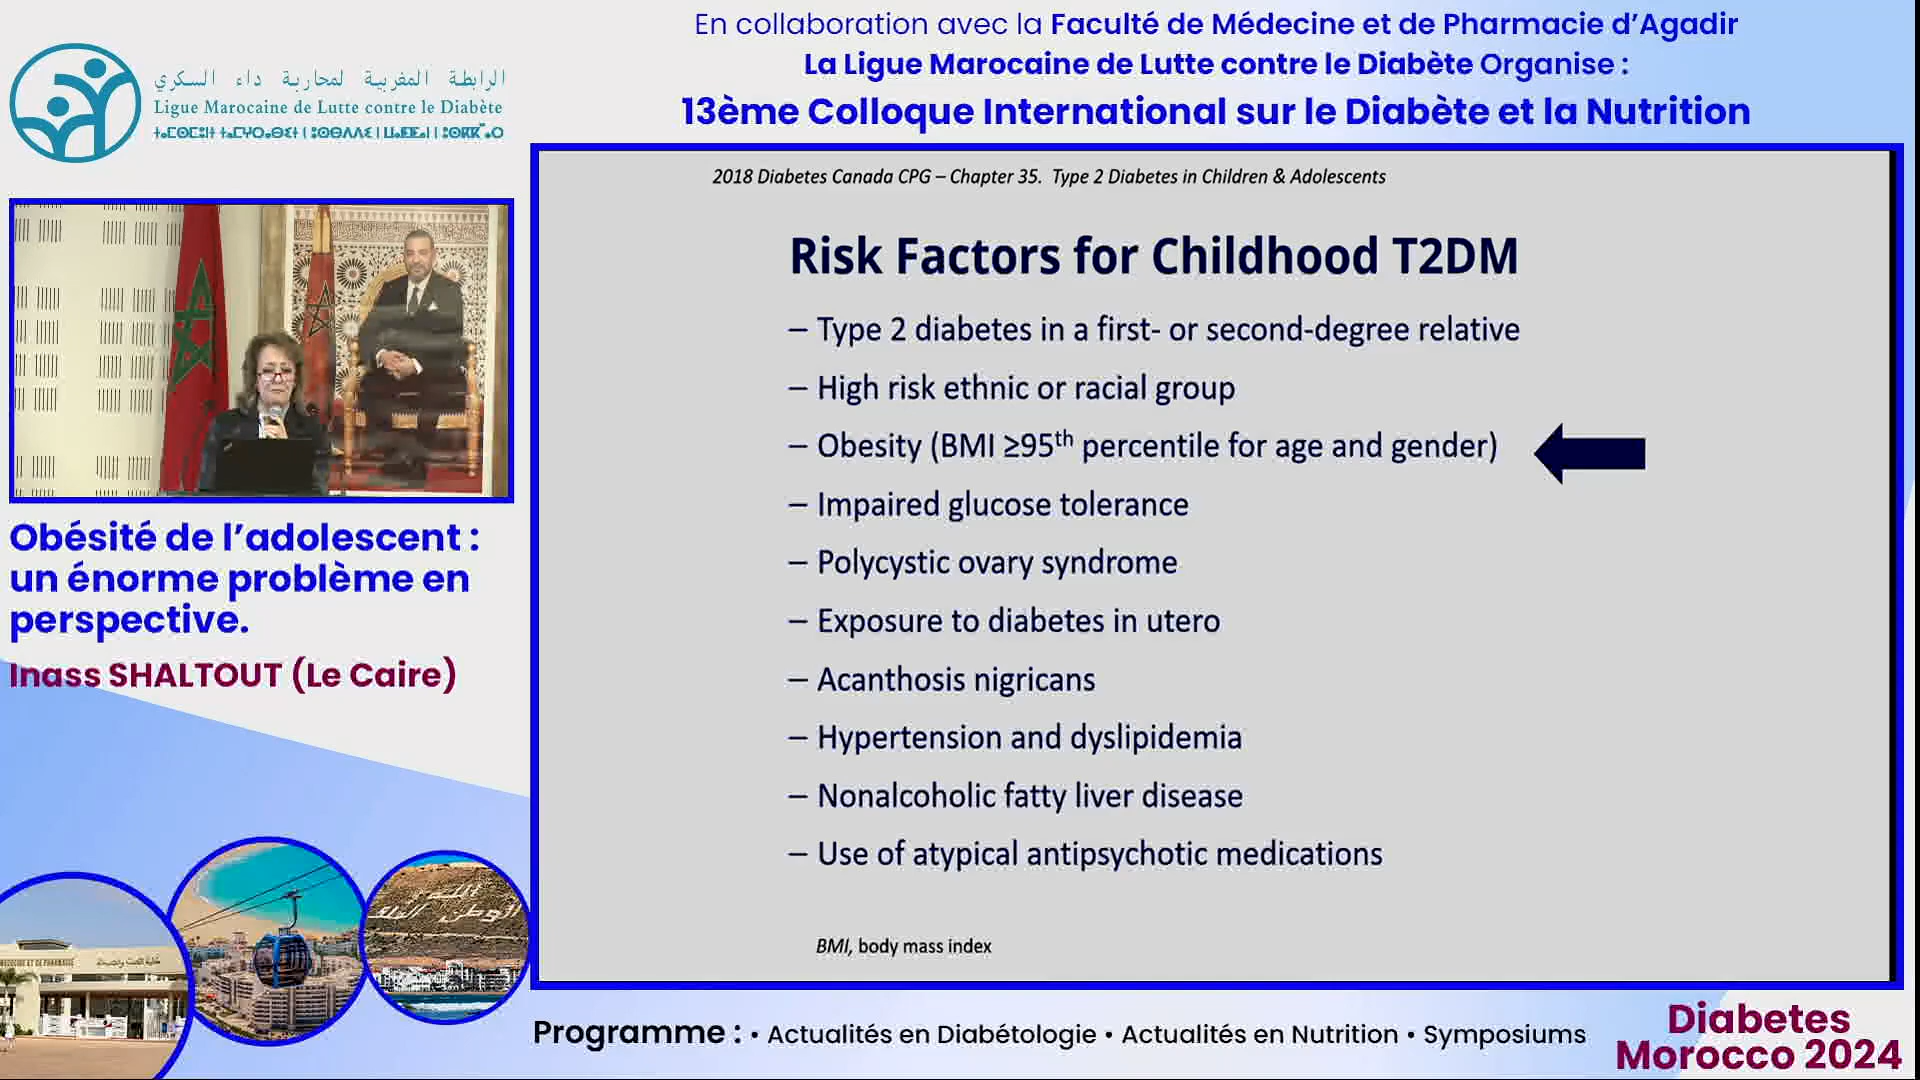 En collaboration avec la Faculté de Médecine et de Pharmacie d’Agadir
La Ligue Marocaine de Lutte contre le Diabète Organise :
13ème Colloque International sur le Diabète et la Nutrition
الرابطة المغربية لمحاربة داء السكري
Ligue Marocaine de Lutte contre le Diabète
Obésité de l’adolescent :
un énorme problème en
perspective.
Inass SHALTOUT (Le Caire)
2018 Diabetes Canada CPG – Chapter 35. Type 2 Diabetes in Children & Adolescents
Risk Factors for Childhood T2DM
– Type 2 diabetes in a first- or second-degree relative
– High risk ethnic or racial group
– Obesity (BMI ≥95th percentile for age and gender)
– Impaired glucose tolerance
– Polycystic ovary syndrome
– Exposure to diabetes in utero
– Acanthosis nigricans
– Hypertension and dyslipidemia
– Nonalcoholic fatty liver disease
– Use of atypical antipsychotic medications
BMI, body mass index
الله
الوطن الملك
Programme : • Actualités en Diabétologie • Actualités en Nutrition • Symposiums
Diabetes
Morocco 2024